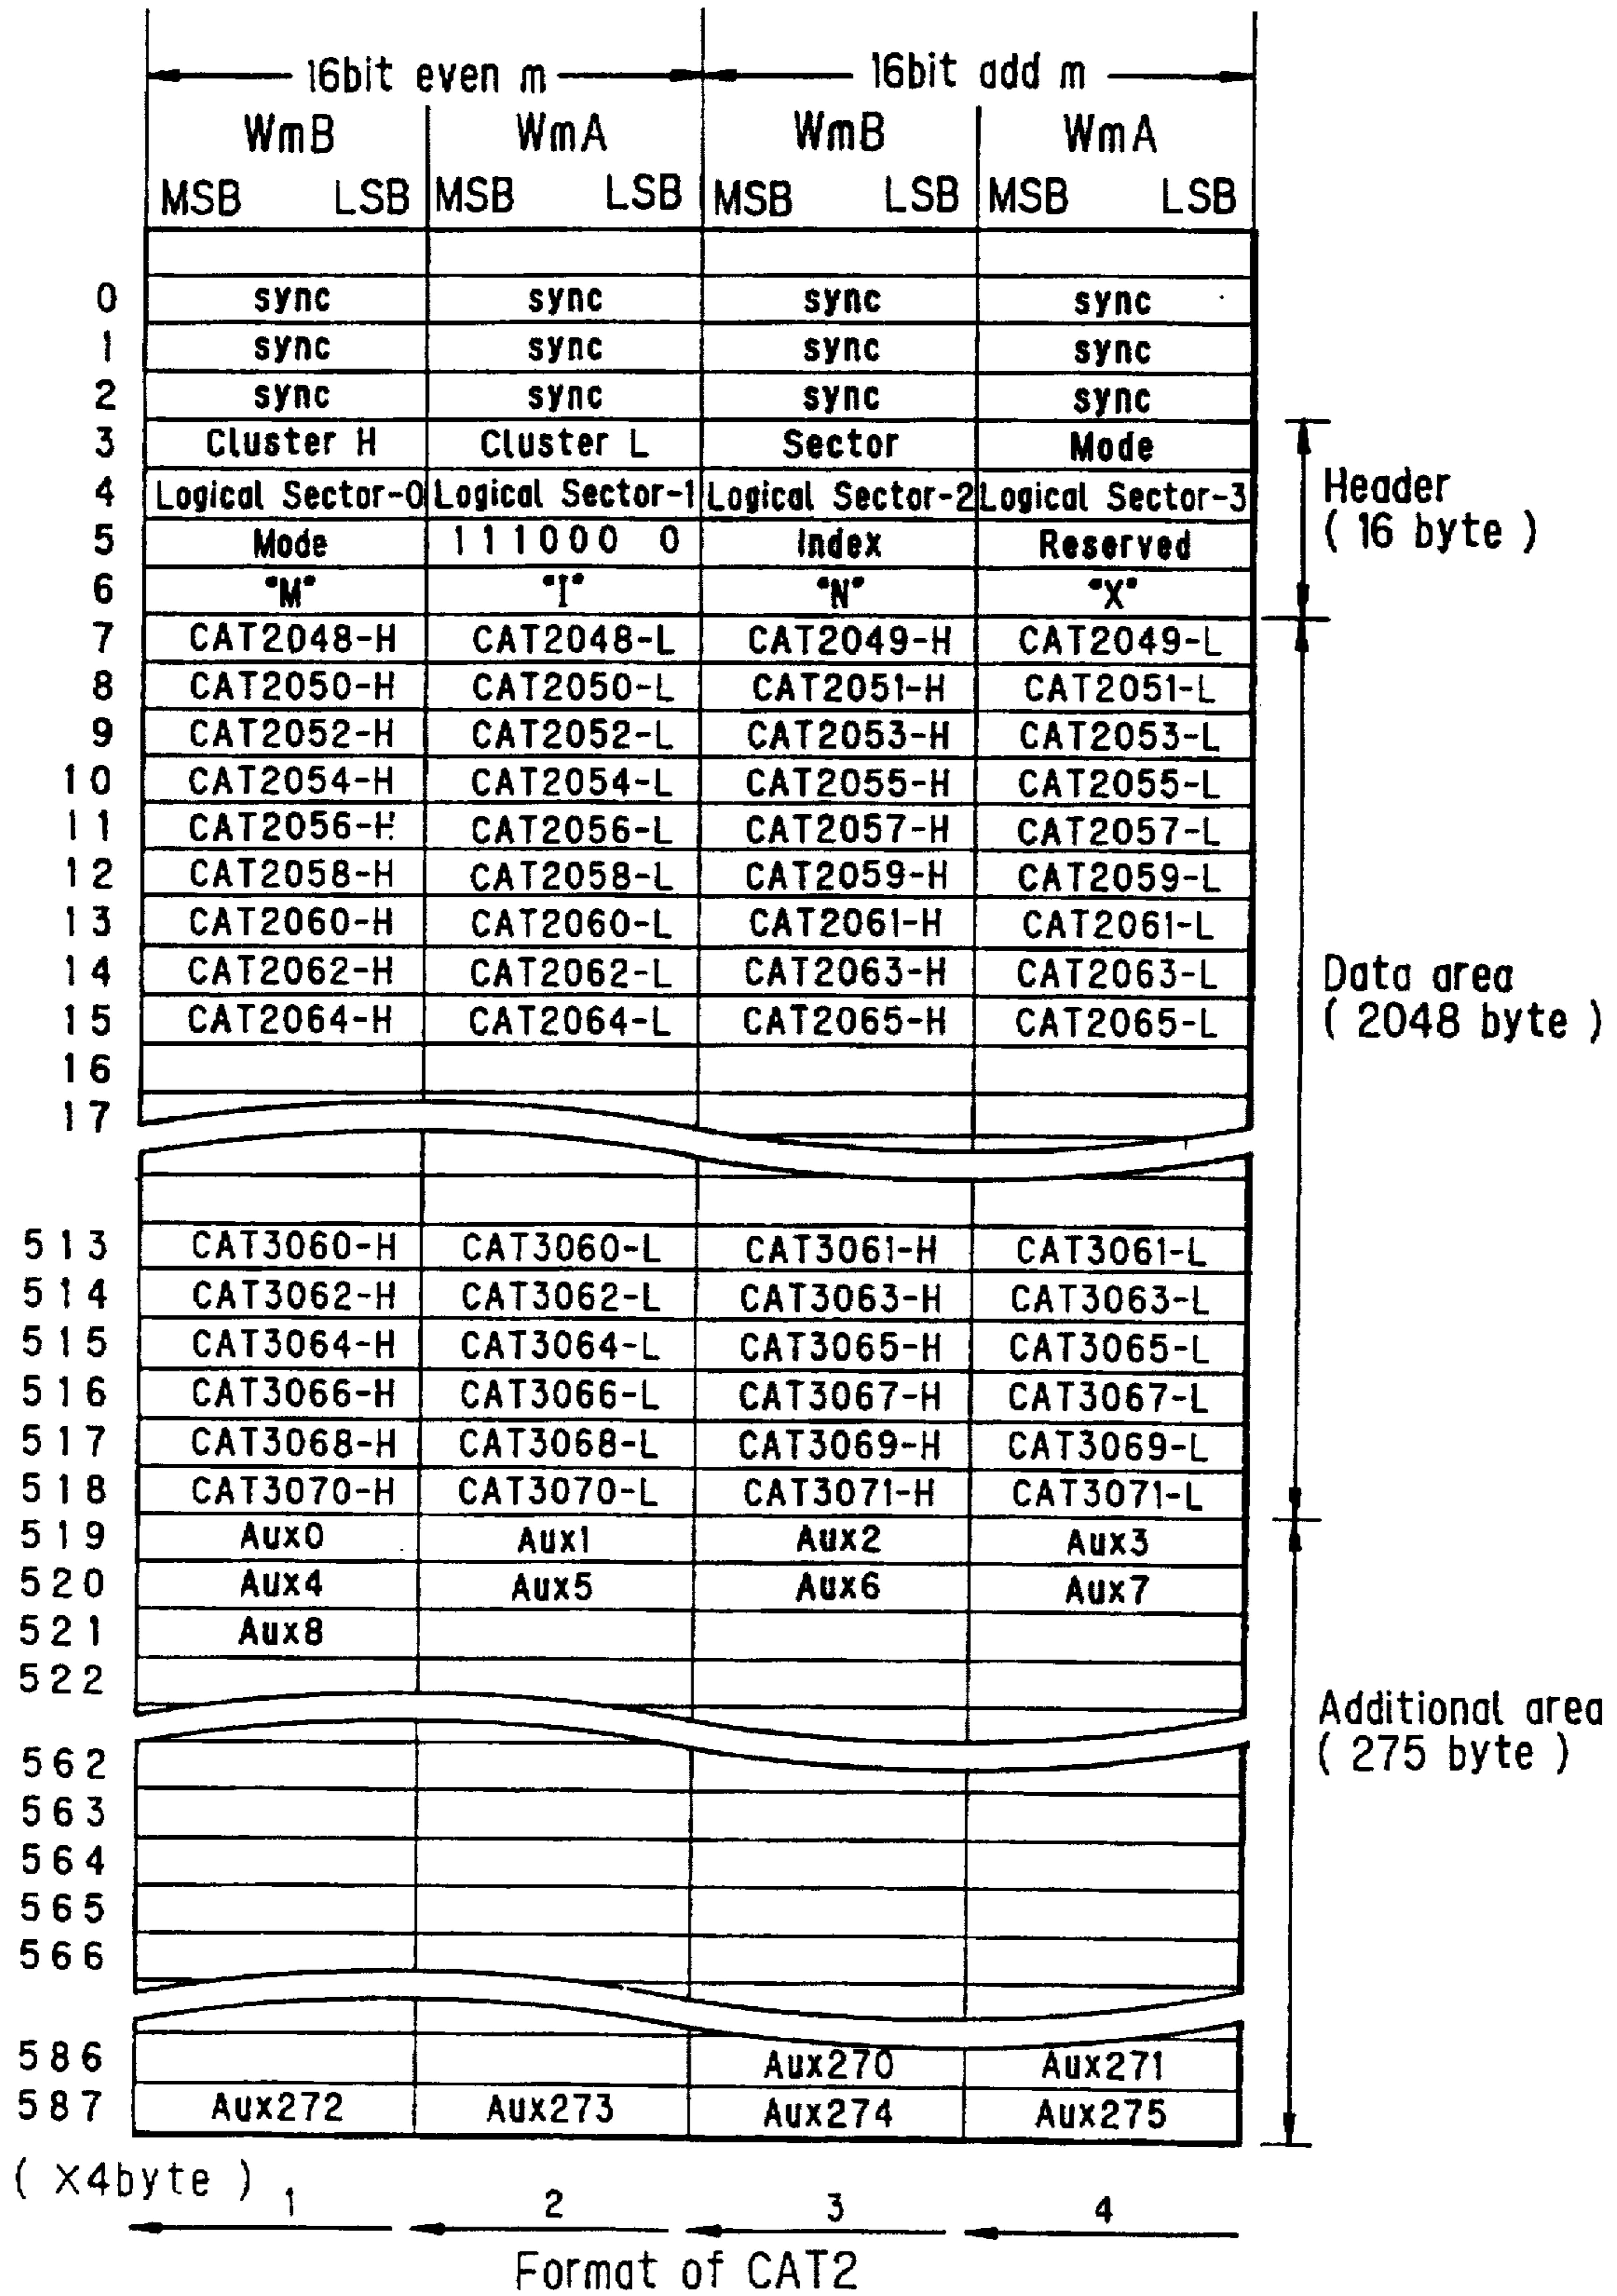 16bit even m 16bit add m
WmB WmA WmB WmA
MSB LSB MSB LSB MSB LSB MSB LSB
0 sync sync sync sync
1 sync sync sync sync
2 sync sync sync sync
3 Cluster H Cluster L Sector Mode
4 Logical Sector-0 Logical Sector-1 Logical Sector-2 Logical Sector-3
Header
( 16 byte )
5 Mode 111000 0 Index Reserved
6 "M" "I" "N" "X"
7 CAT2048-H CAT2048-L CAT2049-H CAT2049-L
8 CAT2050-H CAT2050-L CAT2051-H CAT2051-L
9 CAT2052-H CAT2052-L CAT2053-H CAT2053-L
10 CAT2054-H CAT2054-L CAT2055-H CAT2055-L
11 CAT2056-H CAT2056-L CAT2057-H CAT2057-L
12 CAT2058-H CAT2058-L CAT2059-H CAT2059-L
13 CAT2060-H CAT2060-L CAT2061-H CAT2061-L
14 CAT2062-H CAT2062-L CAT2063-H CAT2063-L
Data area
( 2048 byte )
15 CAT2064-H CAT2064-L CAT2065-H CAT2065-L
16
17
513 CAT3060-H CAT3060-L CAT3061-H CAT3061-L
514 CAT3062-H CAT3062-L CAT3063-H CAT3063-L
515 CAT3064-H CAT3064-L CAT3065-H CAT3065-L
516 CAT3066-H CAT3066-L CAT3067-H CAT3067-L
517 CAT3068-H CAT3068-L CAT3069-H CAT3069-L
518 CAT3070-H CAT3070-L CAT3071-H CAT3071-L
519 Aux0 Aux1 Aux2 Aux3
520 Aux4 Aux5 Aux6 Aux7
521 Aux8
522
Additional area
( 275 byte )
562
563
564
565
566
586 Aux270 Aux271
587 Aux272 Aux273 Aux274 Aux275
( X4byte )
1 2 3 4
Format of CAT2